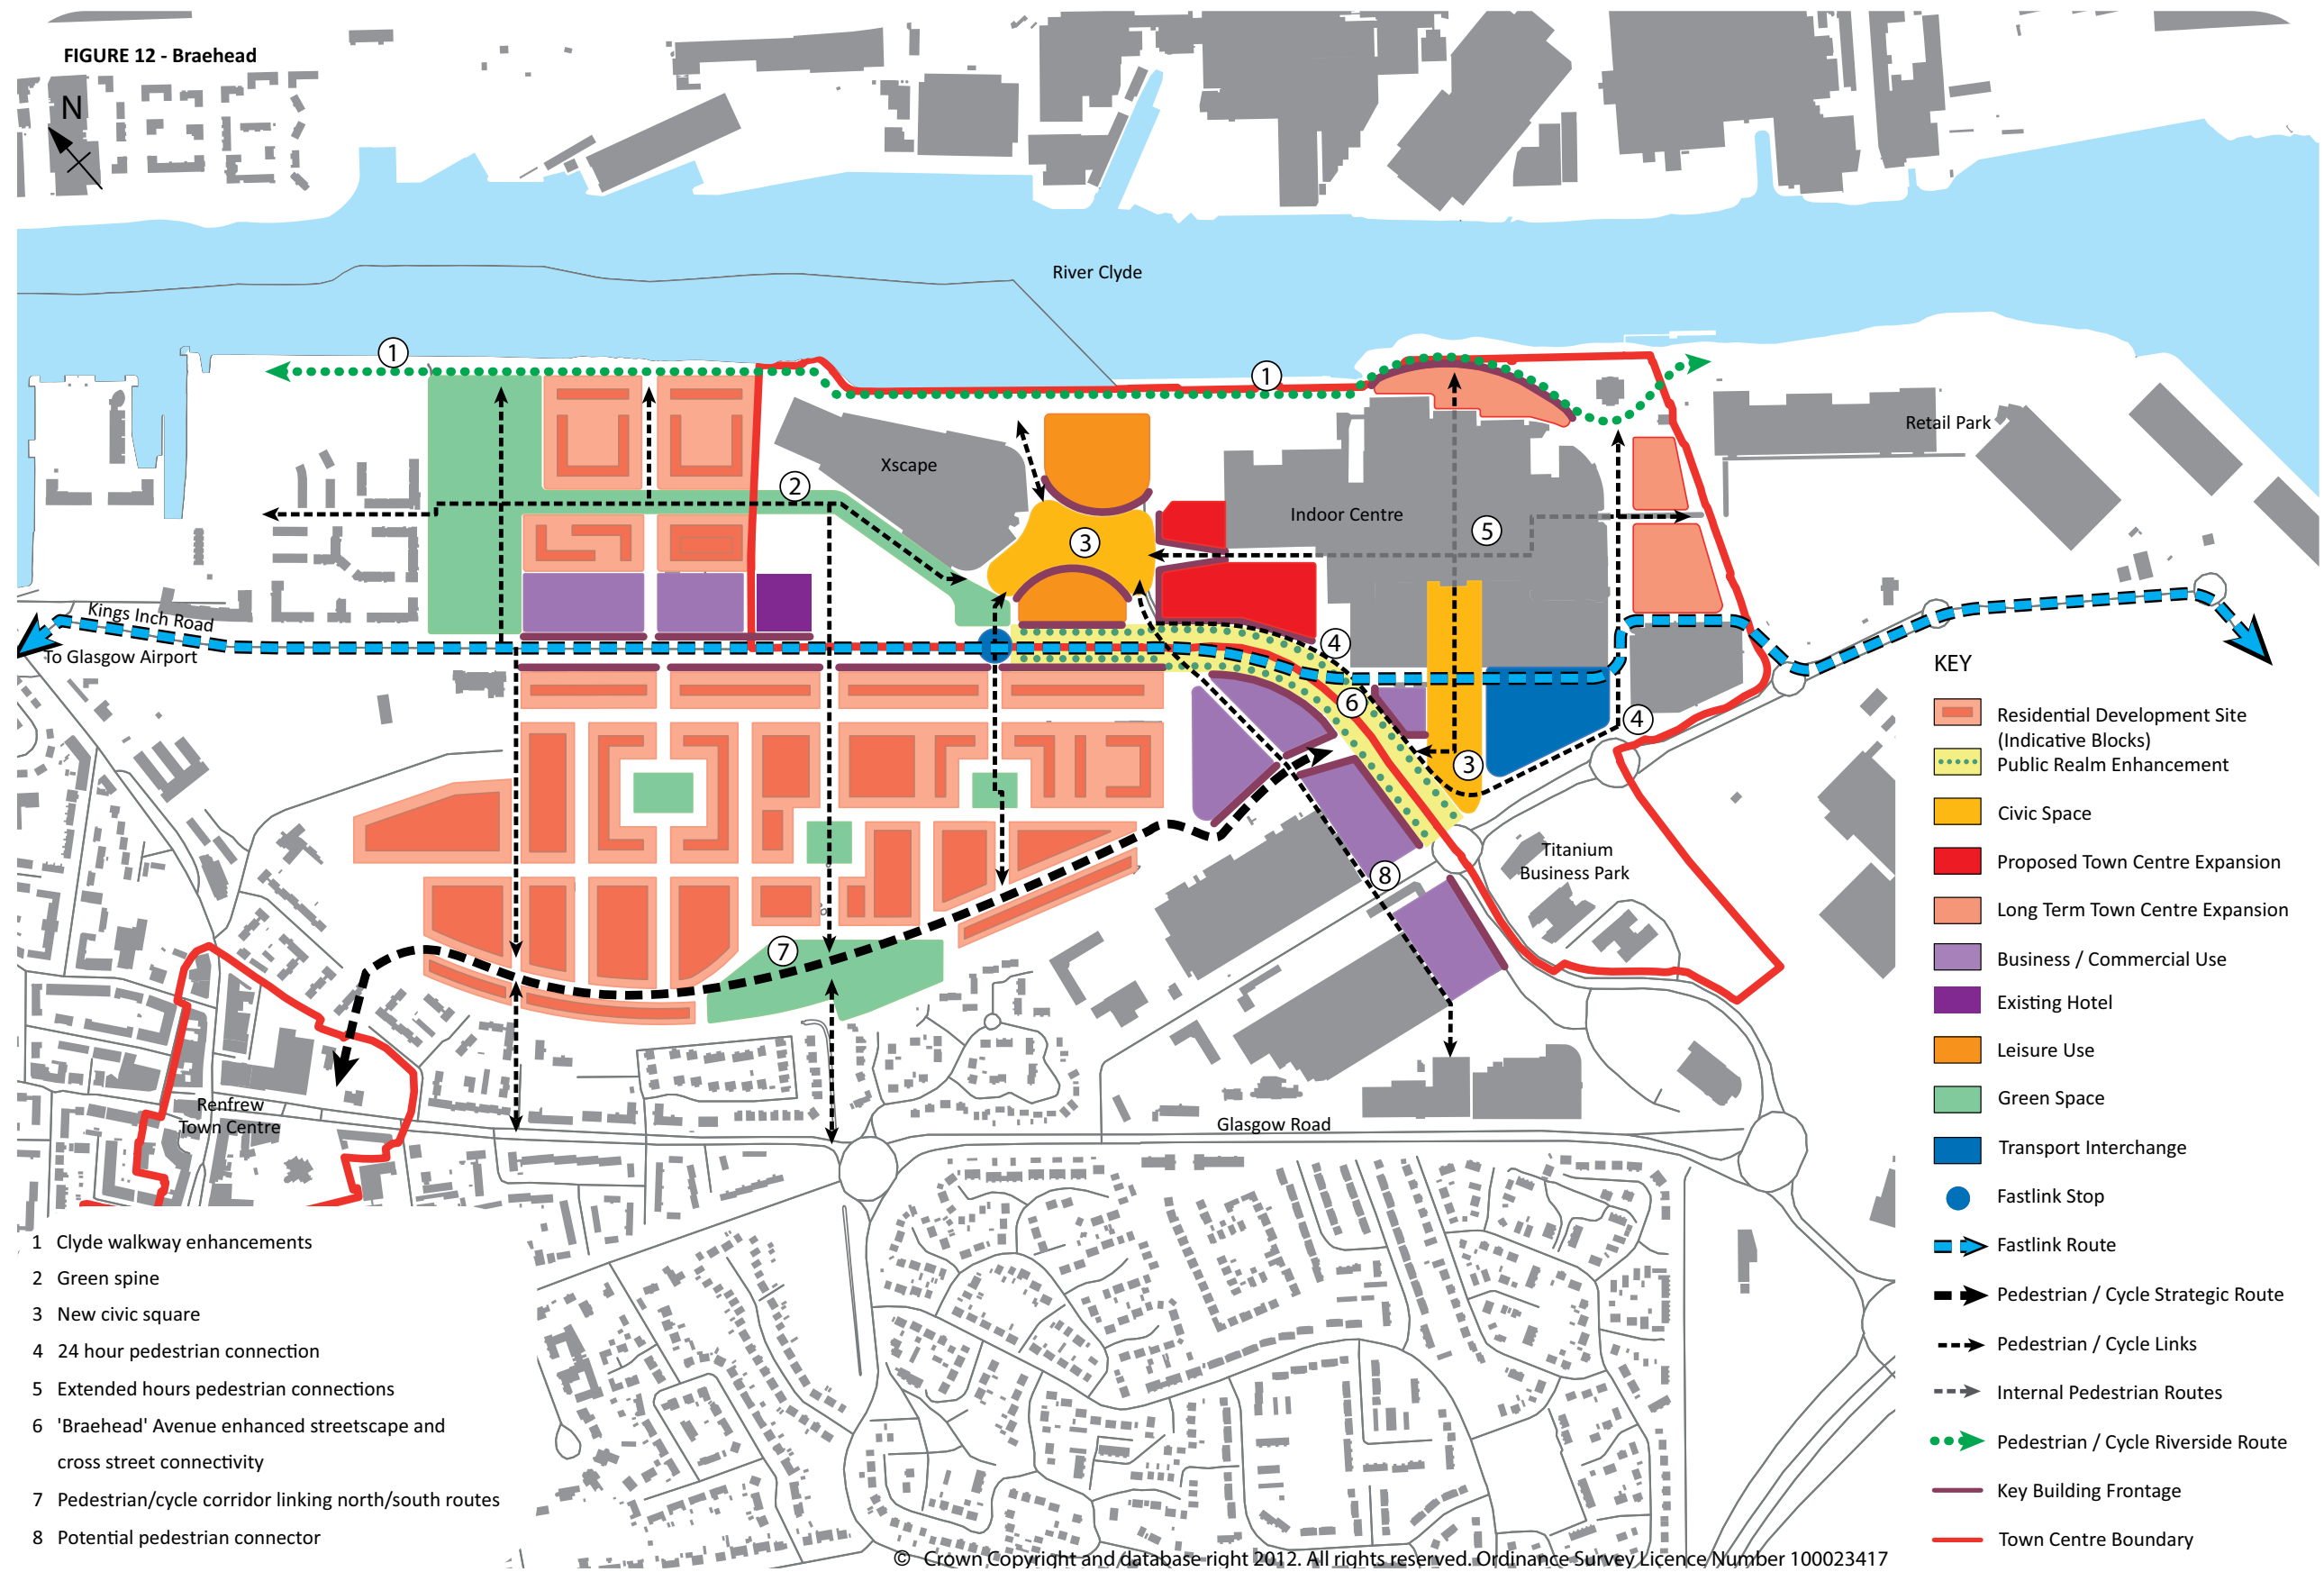 FIGURE 12 - Braehead
N
River Clyde
1
1
Retail Park
Xscape
2
Indoor Centre
5
3
Kings Inch Road
To Glasgow Airport
4
6
4
3
Titanium
Business Park
8
7
Renfrew
Town Centre
Glasgow Road
KEY
Residential Development Site
(Indicative Blocks)
Public Realm Enhancement
Civic Space
Proposed Town Centre Expansion
Long Term Town Centre Expansion
Business / Commercial Use
Existing Hotel
Leisure Use
Green Space
Transport Interchange
Fastlink Stop
Fastlink Route
Pedestrian / Cycle Strategic Route
Pedestrian / Cycle Links
Internal Pedestrian Routes
Pedestrian / Cycle Riverside Route
Key Building Frontage
Town Centre Boundary
1 Clyde walkway enhancements
2 Green spine
3 New civic square
4 24 hour pedestrian connection
5 Extended hours pedestrian connections
6 'Braehead' Avenue enhanced streetscape and
cross street connectivity
7 Pedestrian/cycle corridor linking north/south routes
8 Potential pedestrian connector
© Crown Copyright and database right 2012. All rights reserved. Ordinance Survey Licence Number 100023417